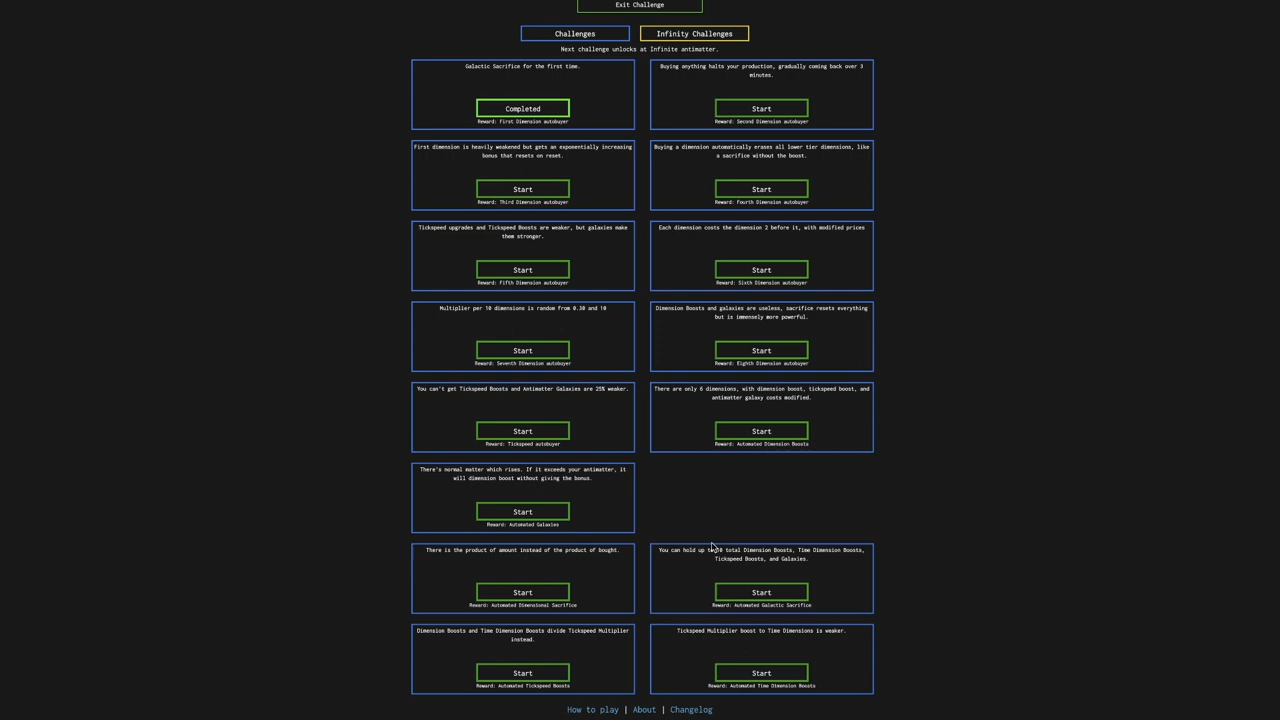 Exit Challenge
Challenges
Infinity Challenges
Next challenge unlocks at Infinite antimatter.
Galactic Sacrifice for the first time.
Completed
Reward: First Dimension autobuyer
Buying anything halts your production, gradually coming back over 3
minutes.
Start
Reward: Second Dimension autobuyer
First dimension is heavily weakened but gets an exponentially increasing
bonus that resets on reset.
Start
Reward: Third Dimension autobuyer
Buying a dimension automatically erases all lower tier dimensions, like
a sacrifice without the boost.
Start
Reward: Fourth Dimension autobuyer
Tickspeed upgrades and Tickspeed Boosts are weaker, but galaxies make
them stronger.
Start
Reward: Fifth Dimension autobuyer
Each dimension costs the dimension 2 before it, with modified prices
Start
Reward: Sixth Dimension autobuyer
Multiplier per 10 dimensions is random from 0.30 and 10
Start
Reward: Seventh Dimension autobuyer
Dimension Boosts and galaxies are useless, sacrifice resets everything
but is immensely more powerful.
Start
Reward: Eighth Dimension autobuyer
You can't get Tickspeed Boosts and Antimatter Galaxies are 25% weaker.
Start
Reward: Tickspeed autobuyer
There are only 6 dimensions, with dimension boost, tickspeed boost, and
antimatter galaxy costs modified.
Start
Reward: Automated Dimension Boosts
There's normal matter which rises. If it exceeds your antimatter, it
will dimension boost without giving the bonus.
Start
Reward: Automated Galaxies
There is the product of amount instead of the product of bought.
Start
Reward: Automated Dimensional Sacrifice
You can hold up total Dimension Boosts, Time Dimension Boosts,
Tickspeed Boosts, and Galaxies.
Start
Reward: Automated Galactic Sacrifice
Dimension Boosts and Time Dimension Boosts divide Tickspeed Multiplier
instead.
Start
Reward: Automated Tickspeed Boosts
Tickspeed Multiplier boost to Time Dimensions is weaker.
Start
Reward: Automated Time Dimension Boosts
How to play | About | Changelog